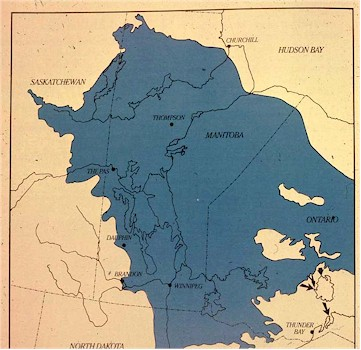 CHURCHILL
HUDSON BAY
SASKATCHEWAN
THOMPSON
MANITOBA
THE PAS
ONTARIO
DAUPHIN
BRANDON
WINNIPEG
THUNDER
BAY
NORTH DAKOTA